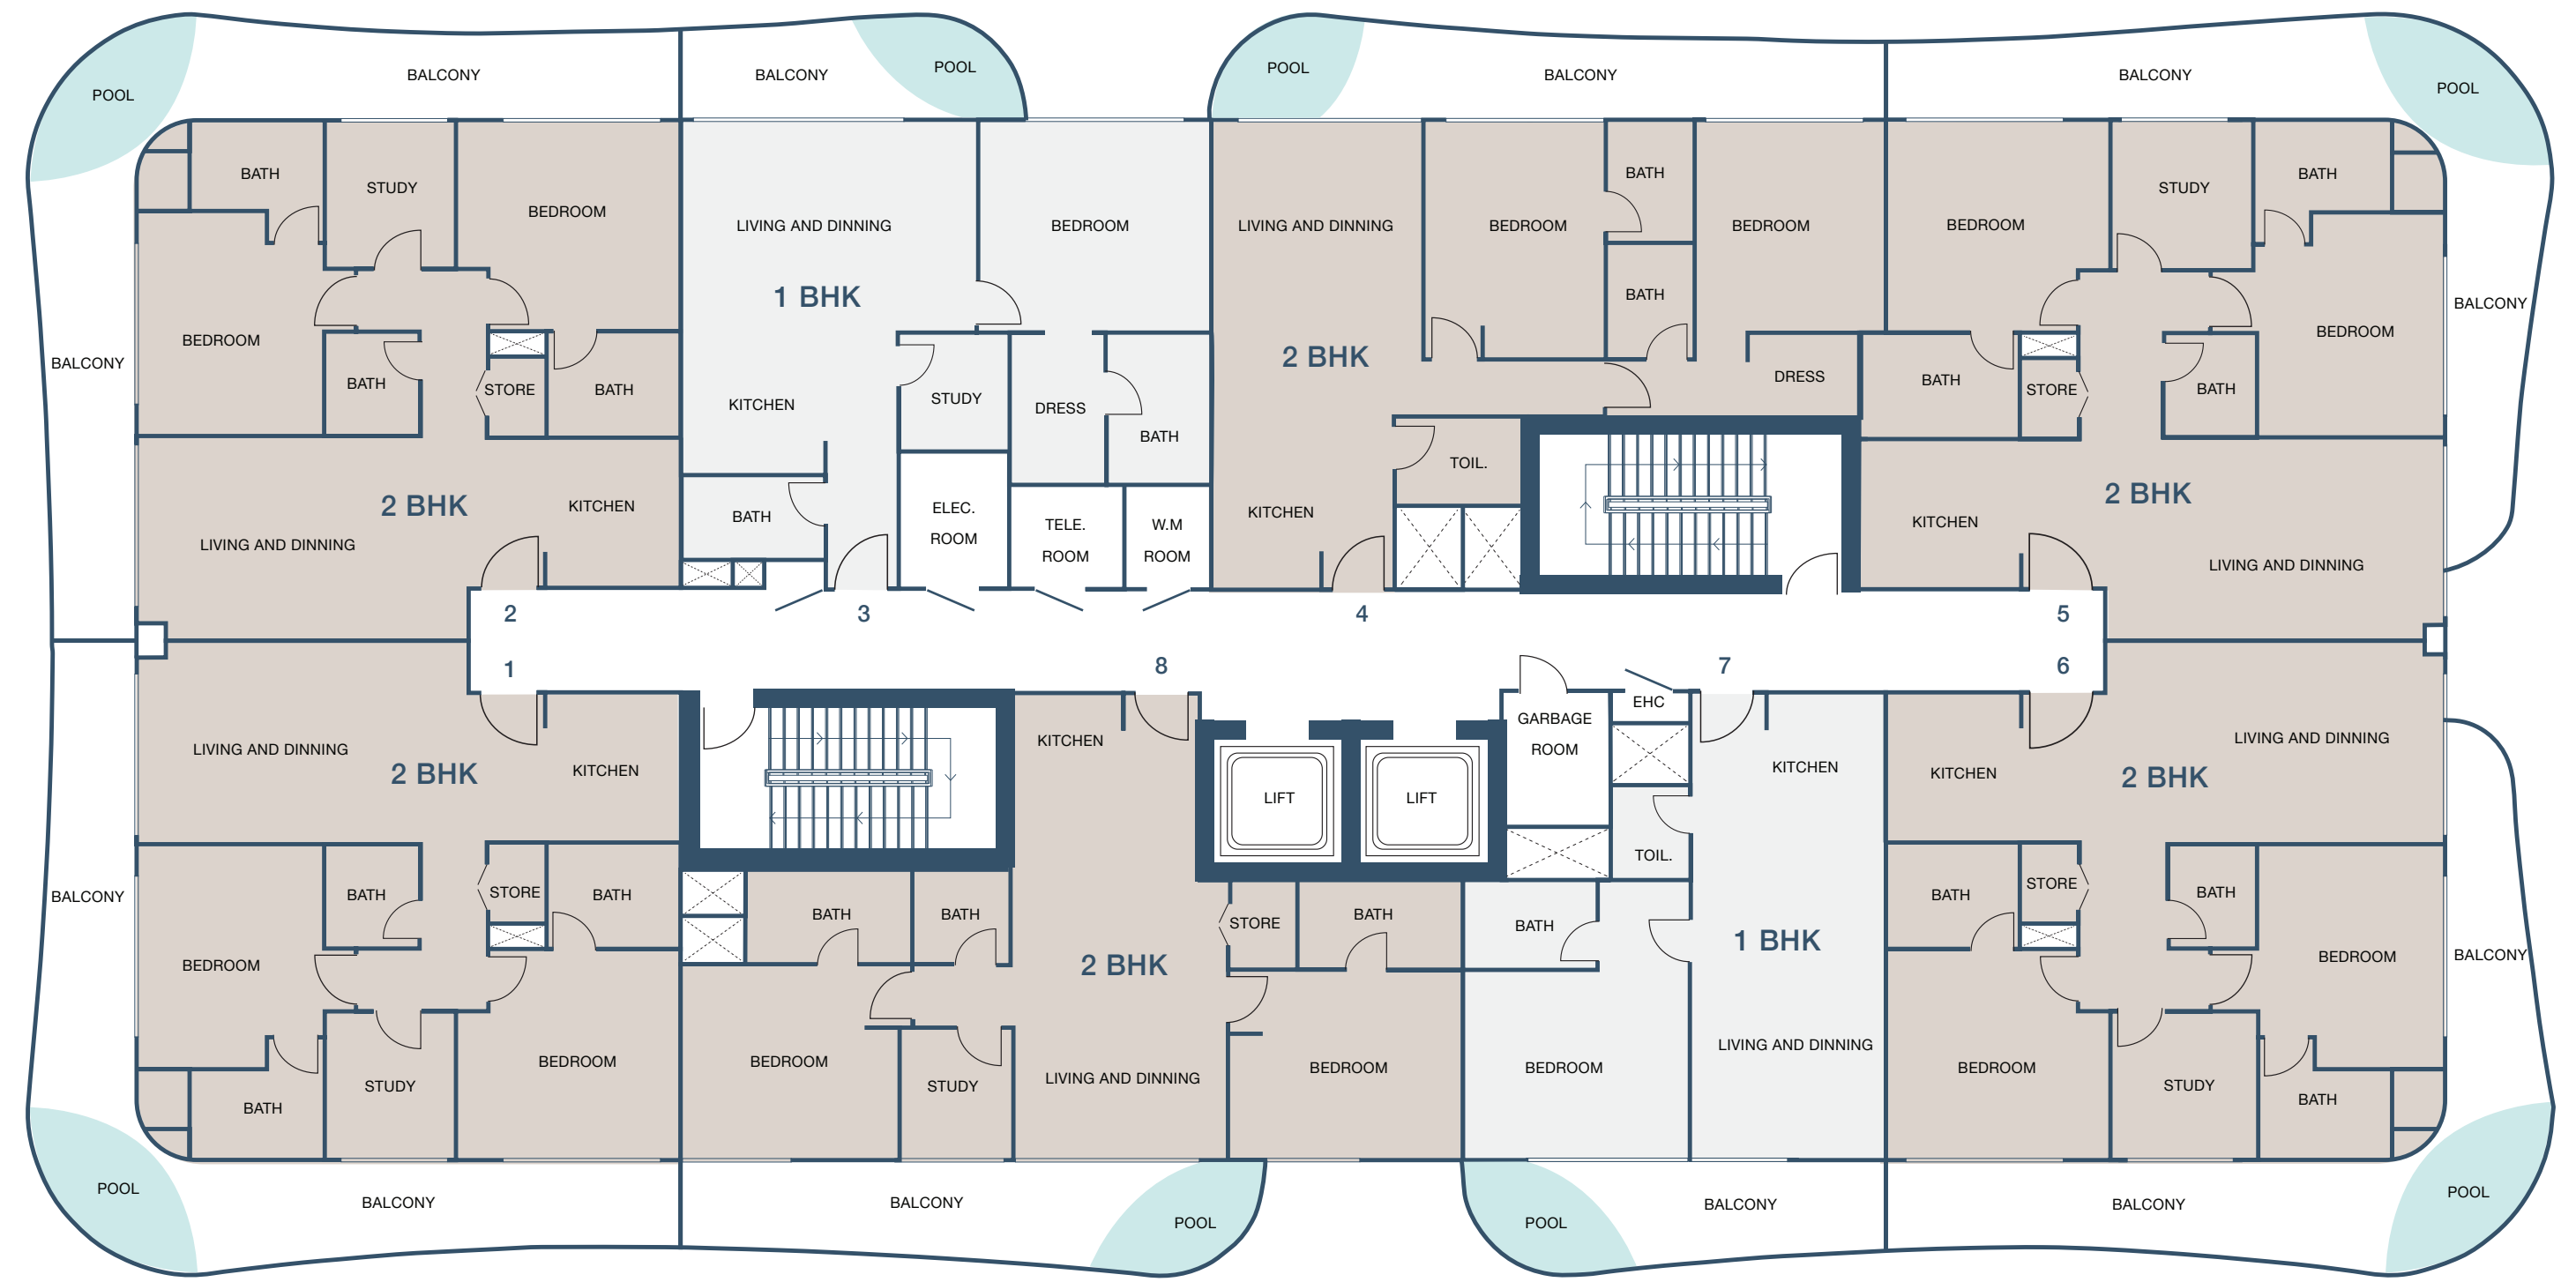 POOL
BALCONY
BALCONY
POOL
POOL
BALCONY
BALCONY
POOL
BATH
STUDY
BEDROOM
LIVING AND DINNING
1 BHK
BEDROOM
LIVING AND DINNING
2 BHK
BEDROOM
BATH
BATH
BEDROOM
DRESS
BEDROOM
STUDY
BATH
BALCONY
BEDROOM
BALCONY
BEDROOM
BATH
STORE
BATH
KITCHEN
STUDY
DRESS
BATH
BATH
STORE
BATH
2 BHK
KITCHEN
LIVING AND DINNING
BATH
ELEC.
ROOM
TELE.
ROOM
W.M
ROOM
KITCHEN
TOIL.
KITCHEN
2 BHK
LIVING AND DINNING
2
3
4
5
1
8
7
6
LIVING AND DINNING
2 BHK
KITCHEN
KITCHEN
LIFT
LIFT
GARBAGE
ROOM
EHC
TOIL.
KITCHEN
KITCHEN
2 BHK
LIVING AND DINNING
BALCONY
BATH
STORE
BATH
BATH
BATH
2 BHK
STORE
BATH
BATH
1 BHK
BATH
STORE
BATH
BEDROOM
BEDROOM
BALCONY
BATH
STUDY
BEDROOM
BEDROOM
STUDY
LIVING AND DINNING
BEDROOM
BEDROOM
LIVING AND DINNING
BEDROOM
STUDY
BATH
POOL
BALCONY
BALCONY
POOL
POOL
BALCONY
BALCONY
POOL